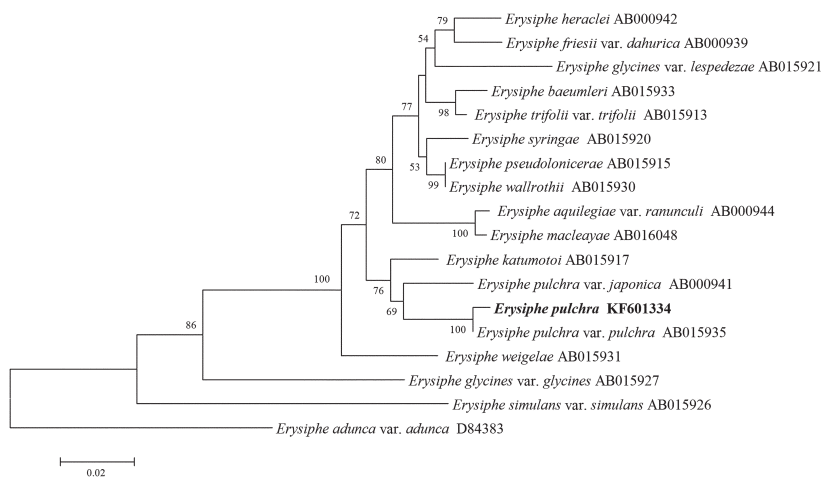 79
Erysiphe heraclei AB000942
54
Erysiphe friesii var. dahurica AB000939
Erysiphe glycines var. lespedezae AB015921
Erysiphe baeumleri AB015933
77
98
Erysiphe trifolii var. trifolii AB015913
Erysiphe syringae AB015920
80
53
Erysiphe pseudolonicerae AB015915
99
Erysiphe wallrothii AB015930
72
Erysiphe aquilegiae var. ranunculi AB000944
100
Erysiphe macleayae AB016048
Erysiphe katumotoi AB015917
100
76
Erysiphe pulchra var. japonica AB000941
69
Erysiphe pulchra KF601334
86
100
Erysiphe pulchra var. pulchra AB015935
Erysiphe weigelae AB015931
Erysiphe glycines var. glycines AB015927
Erysiphe simulans var. simulans AB015926
Erysiphe adunca var. adunca D84383
0.02